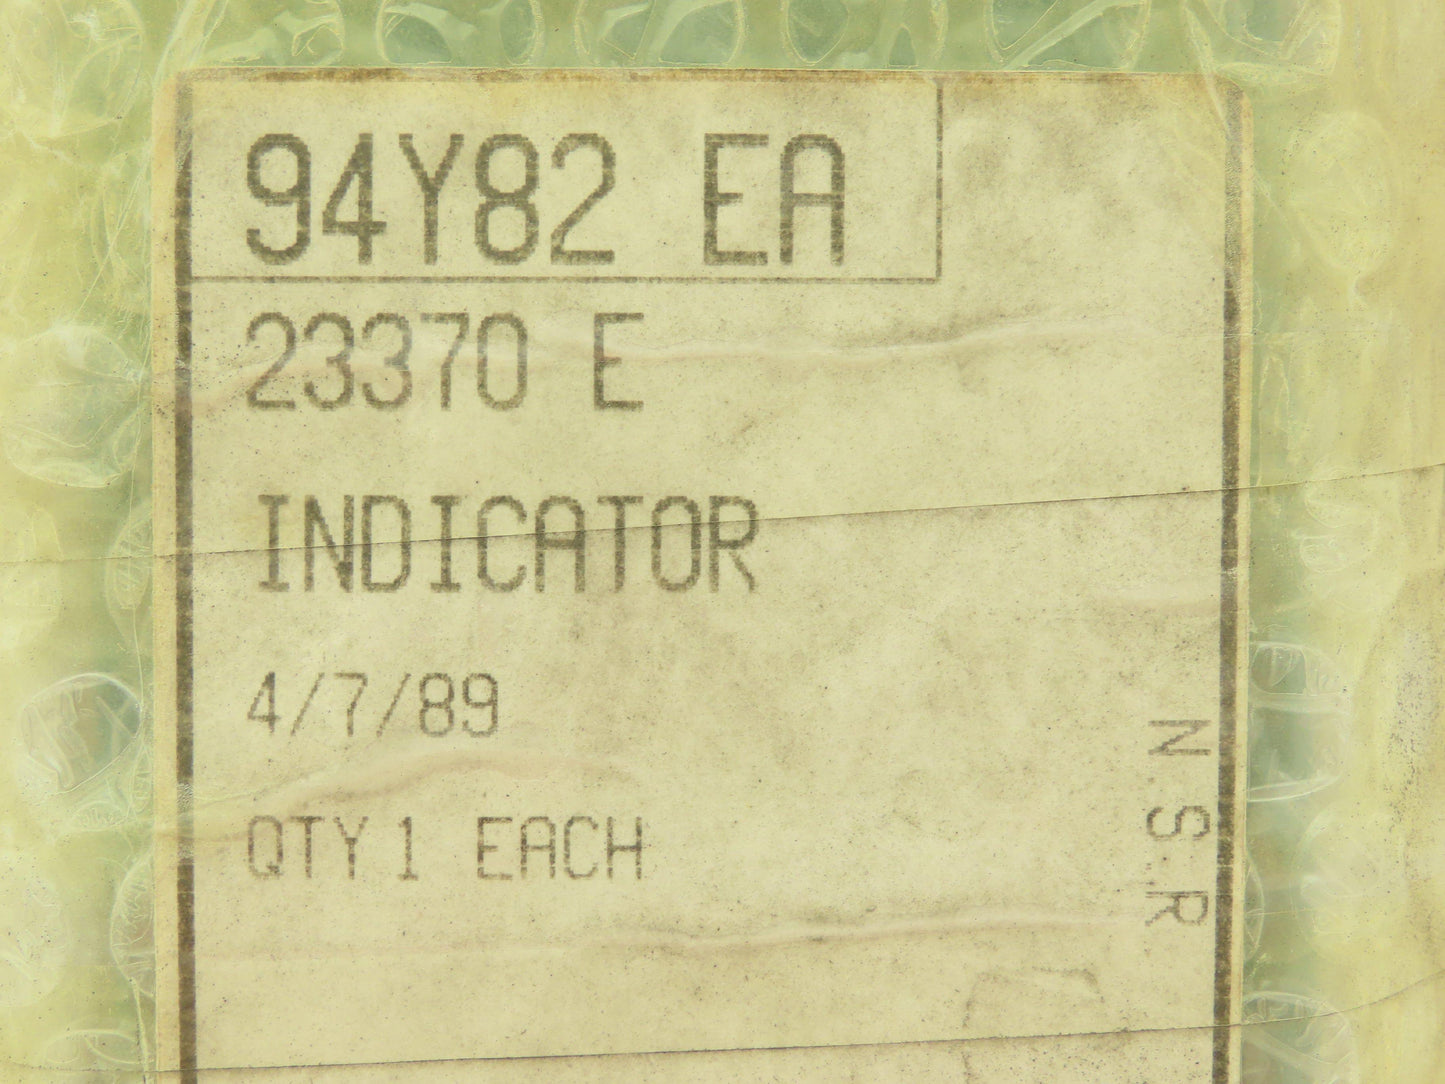 94Y82 EA
23370 E
INDICATOR
4/7/89
QTY 1 EACH
N.S.R